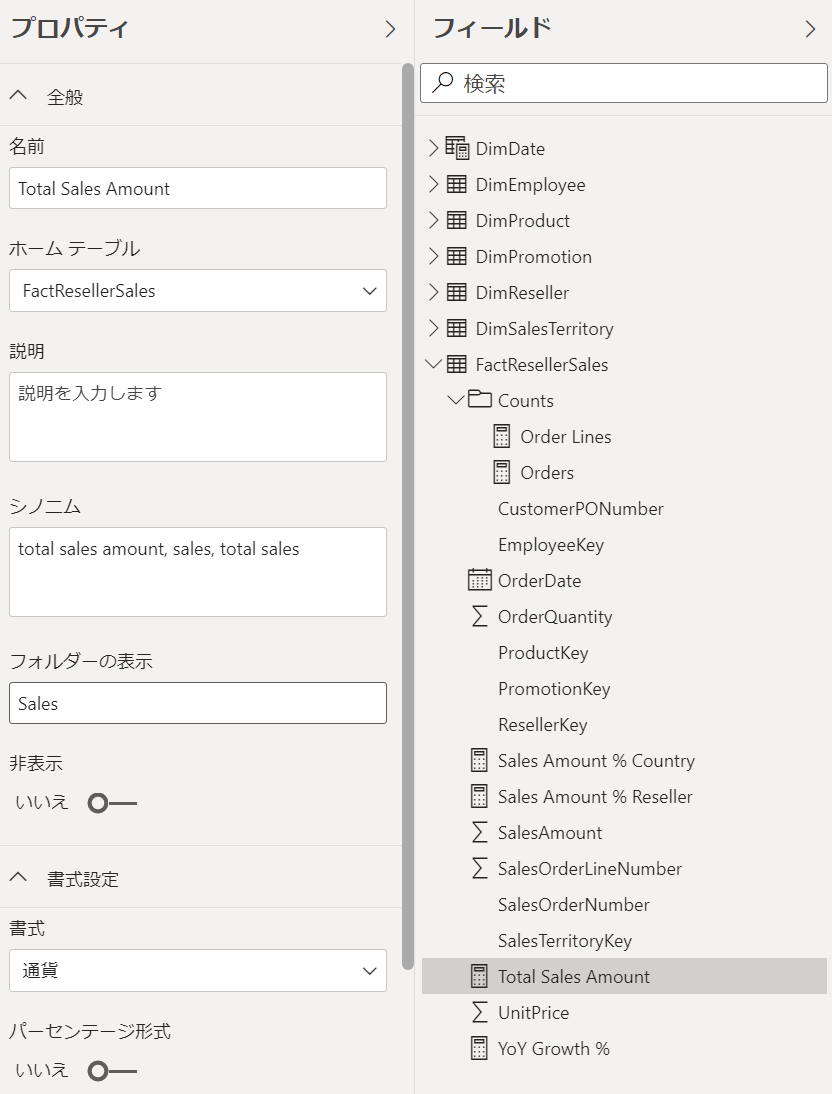 プロパティ
全般
名前
Total Sales Amount
ホーム テーブル
FactResellerSales
説明
説明を入力します
シノニム
total sales amount, sales, total sales
フォルダーの表示
Sales
非表示
いいえ
書式設定
書式
通貨
パーセンテージ形式
いいえ
フィールド
検索
DimDate
DimEmployee
DimProduct
DimPromotion
DimReseller
DimSalesTerritory
FactResellerSales
Counts
Order Lines
Orders
CustomerPONumber
EmployeeKey
OrderDate
OrderQuantity
ProductKey
PromotionKey
ResellerKey
Sales Amount % Country
Sales Amount % Reseller
SalesAmount
SalesOrderLineNumber
SalesOrderNumber
SalesTerritoryKey
Total Sales Amount
UnitPrice
YoY Growth %